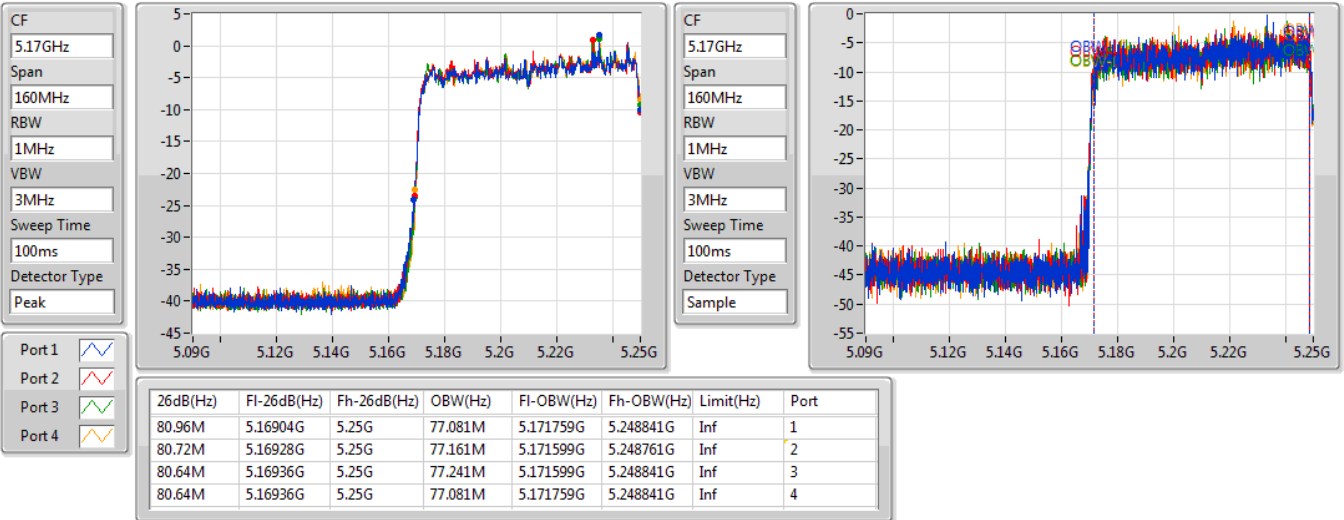 CF
5.17GHz
Span
160MHz
RBW
1MHz
VBW
3MHz
Sweep Time
100ms
Detector Type
Peak
5
0
-5
-10
-15
-20
-25
-30
-35
-40
-45
5.09G 5.12G 5.14G 5.16G 5.18G 5.2G 5.22G 5.25G
CF
5.17GHz
Span
160MHz
RBW
1MHz
VBW
3MHz
Sweep Time
100ms
Detector Type
Sample
0
-5
-10
-15
-20
-25
-30
-35
-40
-45
-50
-55
5.09G 5.12G 5.14G 5.16G 5.18G 5.2G 5.22G 5.25G
Port 1
Port 2
Port 3
Port 4
26dB(Hz) Fl-26dB(Hz) Fh-26dB(Hz) OBW(Hz) Fl-OBW(Hz) Fh-OBW(Hz) Limit(Hz) Port
80.96M 5.16904G 5.25G 77.081M 5.171759G 5.248841G Inf 1
80.72M 5.16928G 5.25G 77.161M 5.171599G 5.248761G Inf 2
80.64M 5.16936G 5.25G 77.241M 5.171599G 5.248841G Inf 3
80.64M 5.16936G 5.25G 77.081M 5.171759G 5.248841G Inf 4